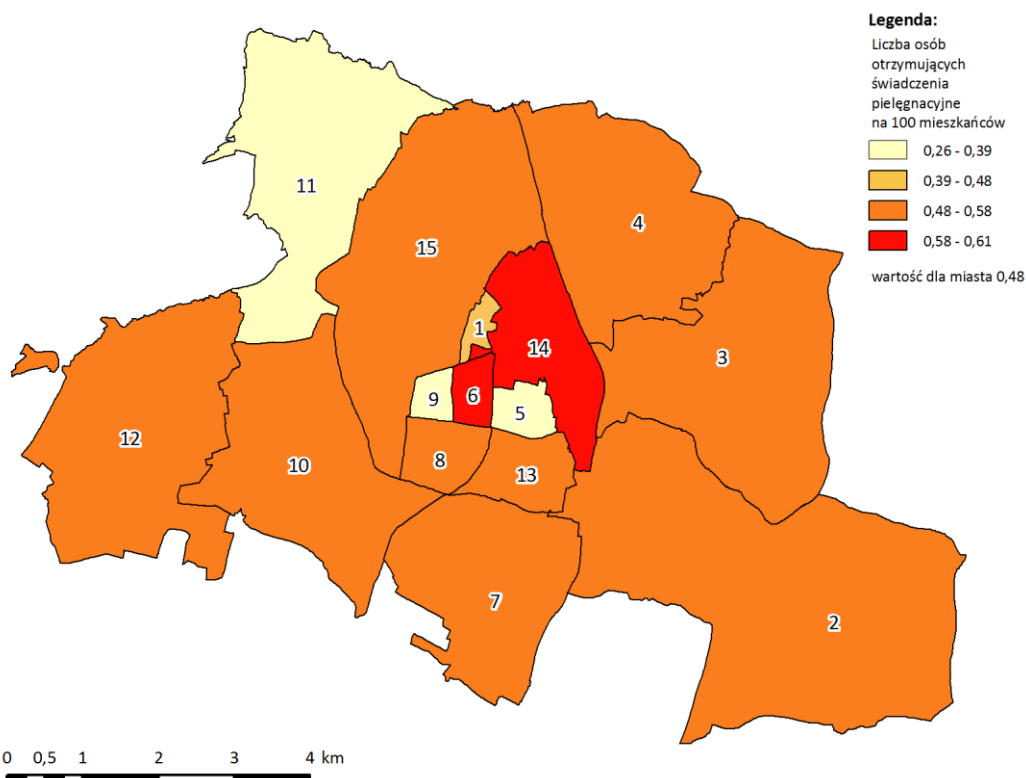 Legenda:
Liczba osób
otrzymujących
świadczenia
pielęgnacyjne
na 100 mieszkańców
0,26 - 0,39
0,39 - 0,48
0,48 - 0,58
0,58 - 0,61
wartość dla miasta 0,48
11
4
15
1
14
3
9
6
5
12
10
8
13
7
2
0 0,5 1 2 3 4 km